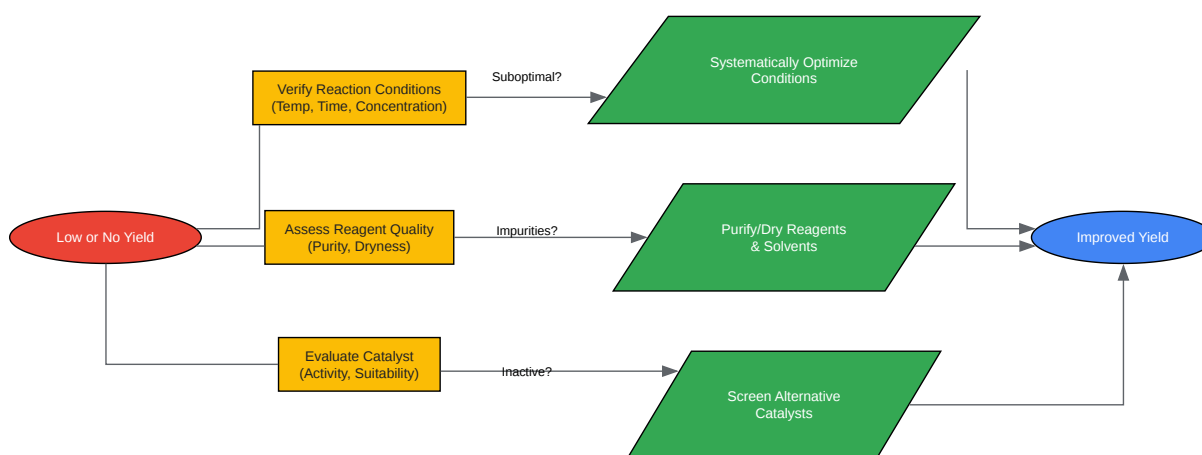 Low or No Yield
Verify Reaction Conditions
(Temp, Time, Concentration)
Suboptimal?
Systematically Optimize
Conditions
Assess Reagent Quality
(Purity, Dryness)
Impurities?
Purify/Dry Reagents
& Solvents
Evaluate Catalyst
(Activity, Suitability)
Inactive?
Screen Alternative
Catalysts
Improved Yield